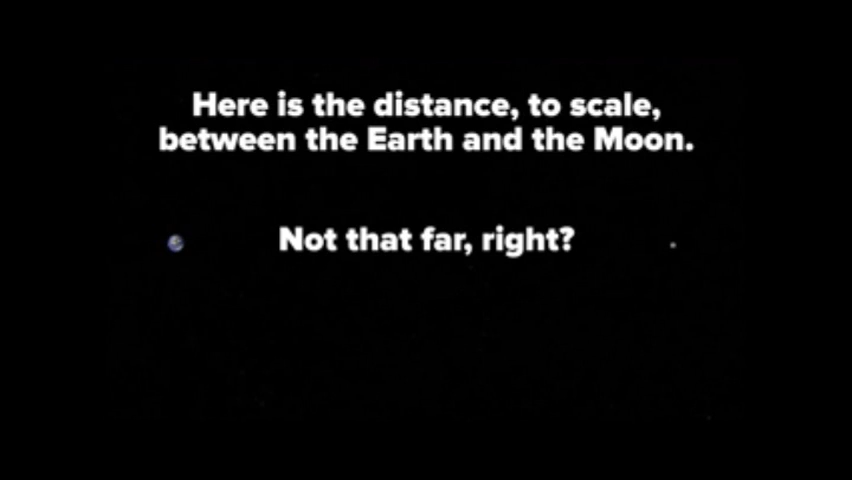 Here is the distance, to scale,
between the Earth and the Moon.
Not that far, right?